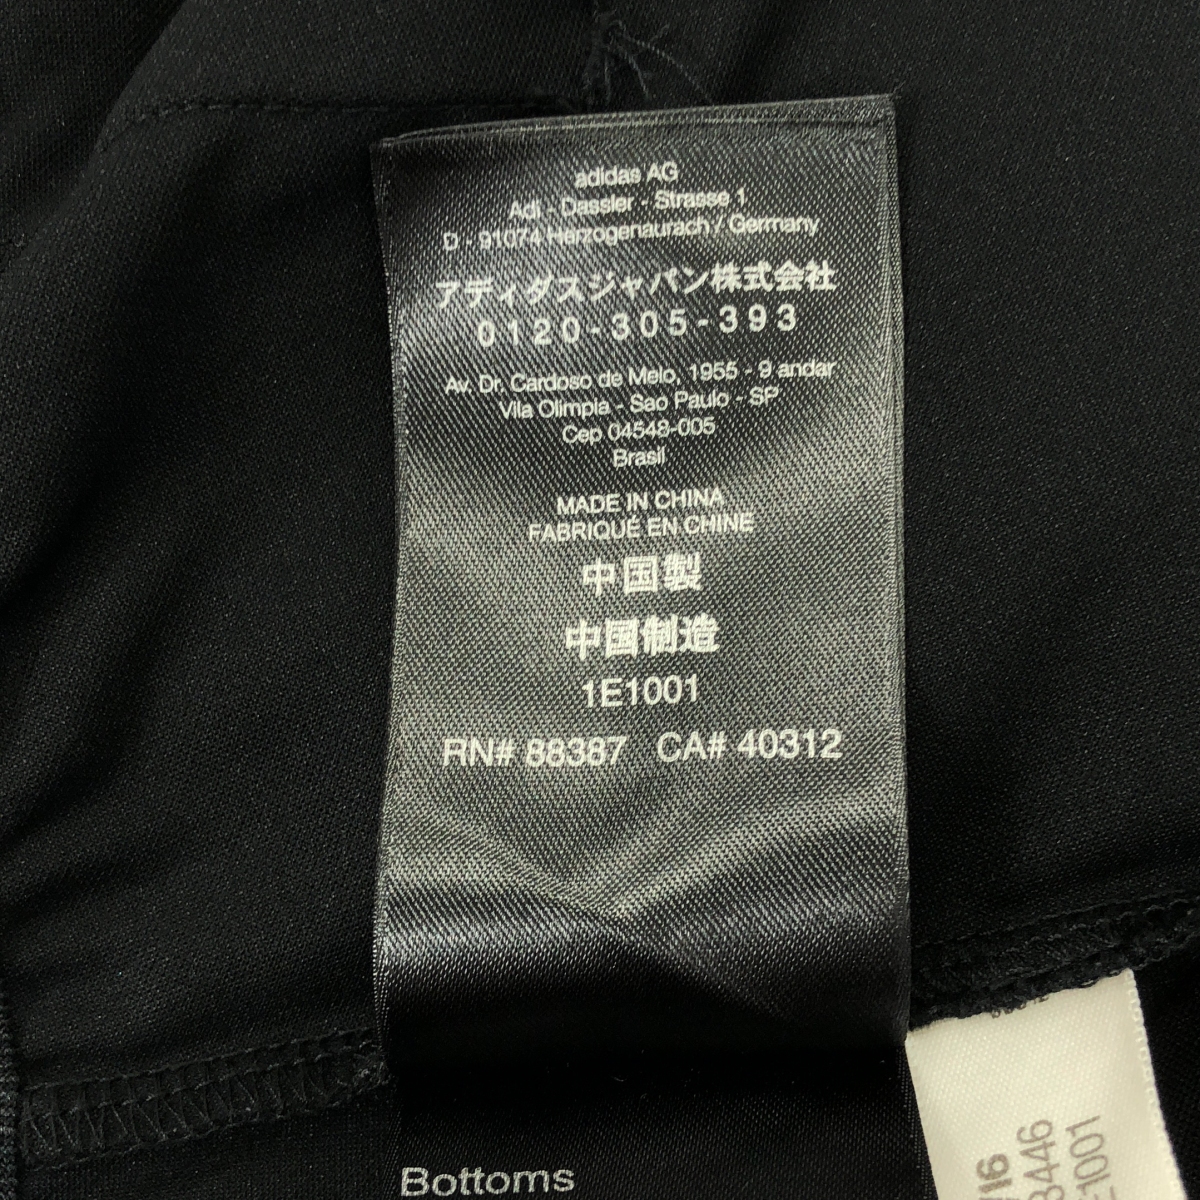 adidas AG
Adi - Dassler - Strasse 1
D - 91074 Herzogenaurach / Germany
アディダスジャパン株式会社
0120-305-393
Av. Dr. Cardoso de Melo, 1955 - 9 andar
Vila Olimpia - Sao Paulo - SP
Cep 04548-005
Brasil
MADE IN CHINA
FABRIQUÉ EN CHINE
中国製
中国制造
1E1001
RN# 88387 CA# 40312
Bottoms